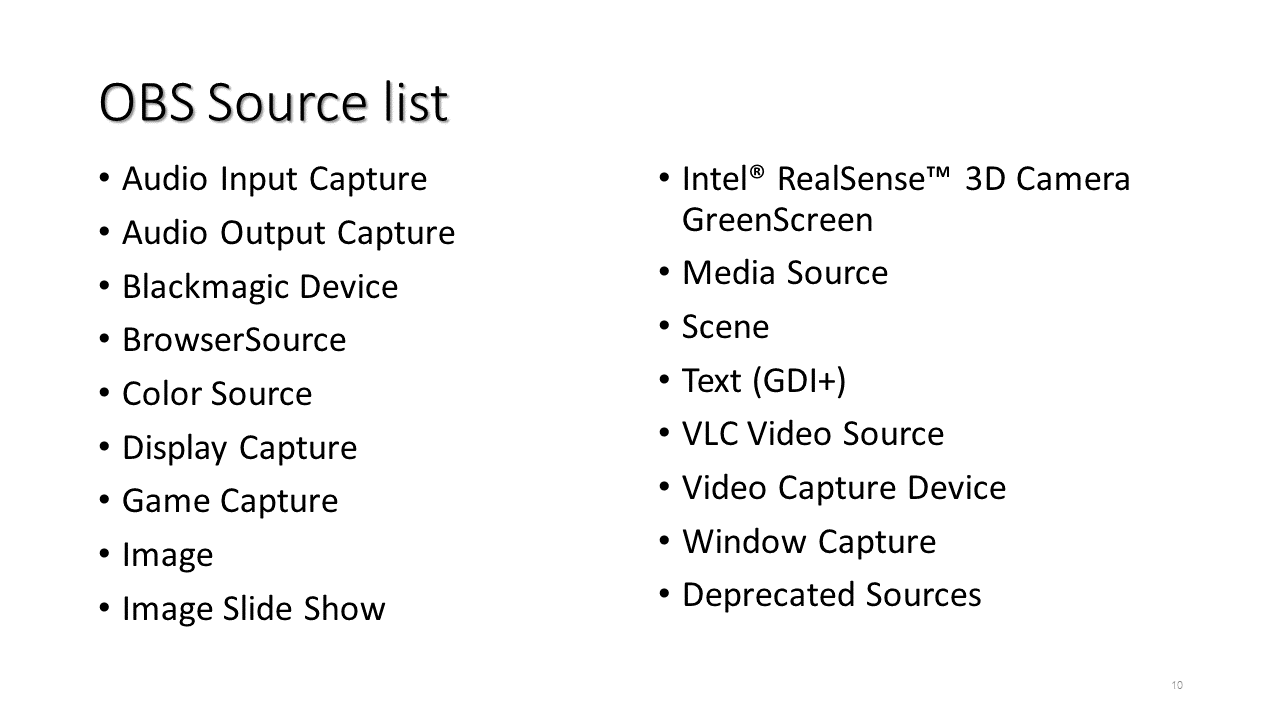 OBS Source list
• Audio Input Capture
• Audio Output Capture
• Blackmagic Device
• BrowserSource
• Color Source
• Display Capture
• Game Capture
• Image
• Image Slide Show
• Intel® RealSense™ 3D Camera
GreenScreen
• Media Source
• Scene
• Text (GDI+)
• VLC Video Source
• Video Capture Device
• Window Capture
• Deprecated Sources
10